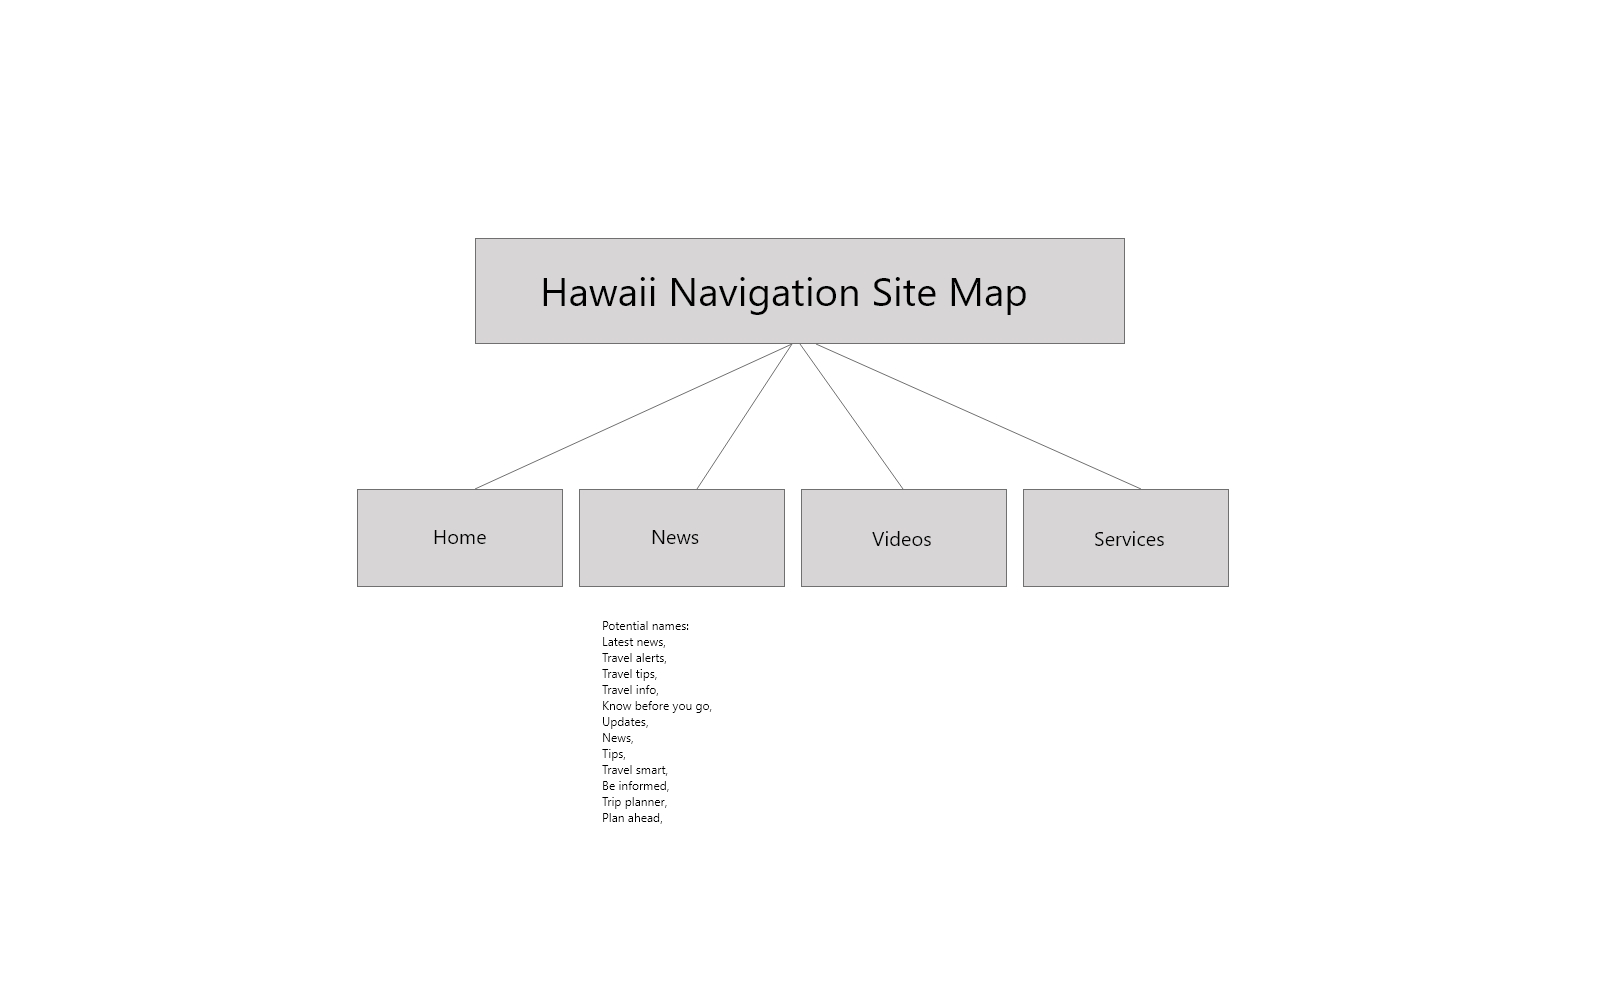 Hawaii Navigation Site Map
Home
News
Videos
Services
Potential names:
Latest news,
Travel alerts,
Travel tips,
Travel info,
Know before you go,
Updates,
News,
Tips,
Travel smart,
Be informed,
Trip planner,
Plan ahead,